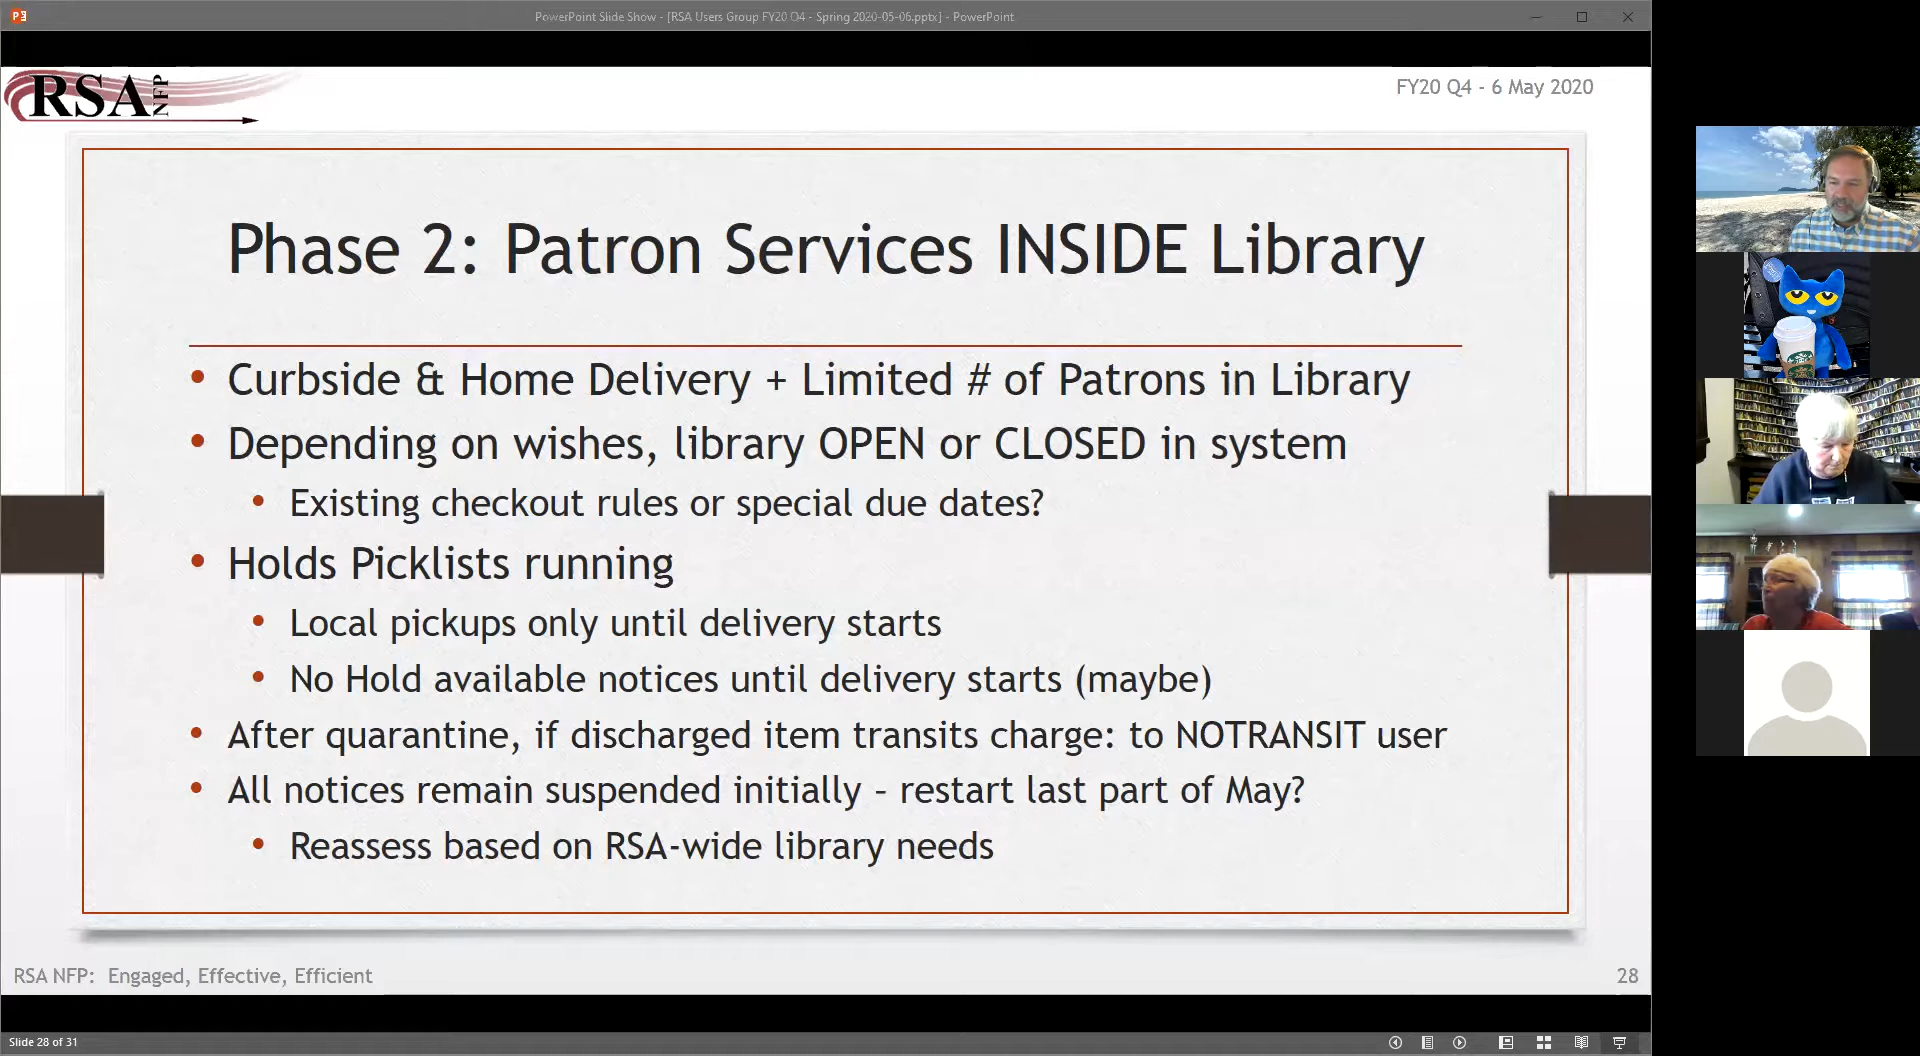 PowerPoint Slide Show - [RSA Users Group FY20 Q4 - Spring 2020-05-06.pptx] - PowerPoint
RSA NFP
FY20 Q4 - 6 May 2020
Phase 2: Patron Services INSIDE Library
• Curbside & Home Delivery + Limited # of Patrons in Library
• Depending on wishes, library OPEN or CLOSED in system
• Existing checkout rules or special due dates?
• Holds Picklists running
• Local pickups only until delivery starts
• No Hold available notices until delivery starts (maybe)
• After quarantine, if discharged item transits charge: to NOTRANSIT user
• All notices remain suspended initially – restart last part of May?
• Reassess based on RSA-wide library needs
RSA NFP: Engaged, Effective, Efficient
28
Slide 28 of 31